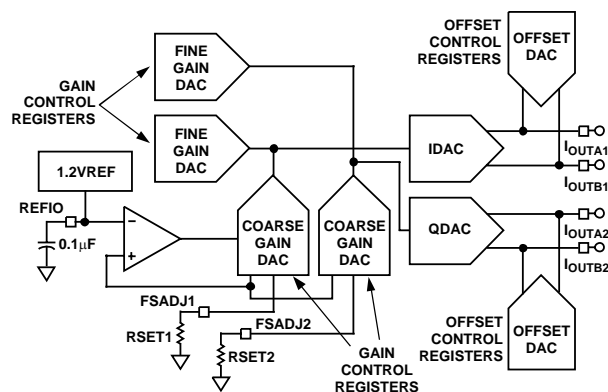 OFFSET
CONTROL
REGISTERS
OFFSET
DAC
FINE
GAIN
DAC
GAIN
CONTROL
REGISTERS
FINE
GAIN
DAC
IDAC
IOUTA1
IOUTB1
1.2VREF
REFIO
0.1µF
–
+
COARSE
GAIN
DAC
COARSE
GAIN
DAC
QDAC
IOUTA2
IOUTB2
FSADJ1
RSET1
FSADJ2
RSET2
GAIN
CONTROL
REGISTERS
OFFSET
CONTROL
REGISTERS
OFFSET
DAC